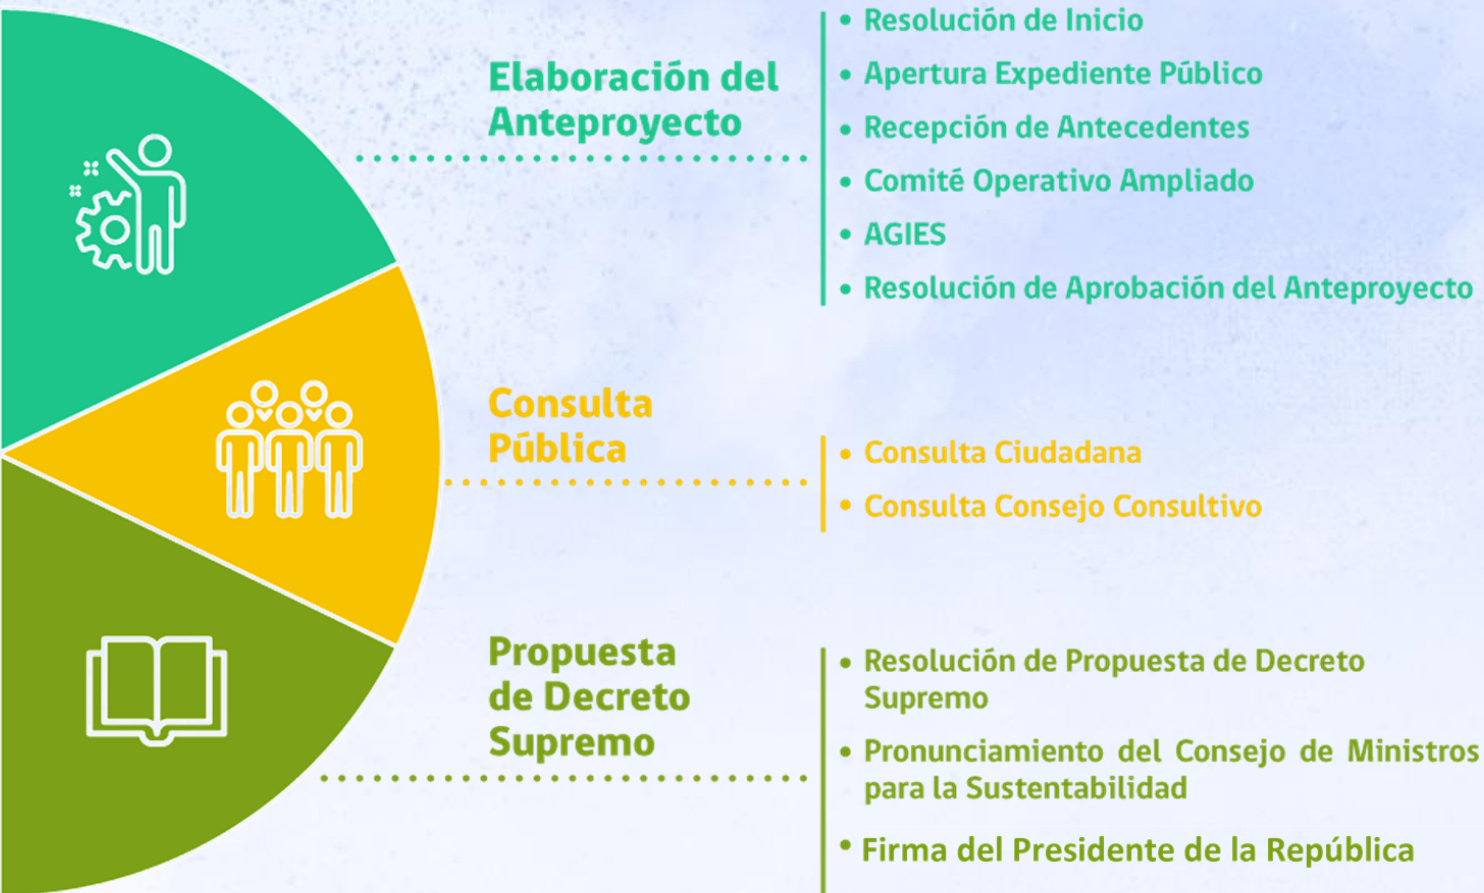 Elaboración del
Anteproyecto
• Resolución de Inicio
• Apertura Expediente Público
• Recepción de Antecedentes
• Comité Operativo Ampliado
• AGIES
• Resolución de Aprobación del Anteproyecto
Consulta
Pública
• Consulta Ciudadana
• Consulta Consejo Consultivo
Propuesta
de Decreto
Supremo
• Resolución de Propuesta de Decreto
Supremo
• Pronunciamiento del Consejo de Ministros
para la Sustentabilidad
• Firma del Presidente de la República